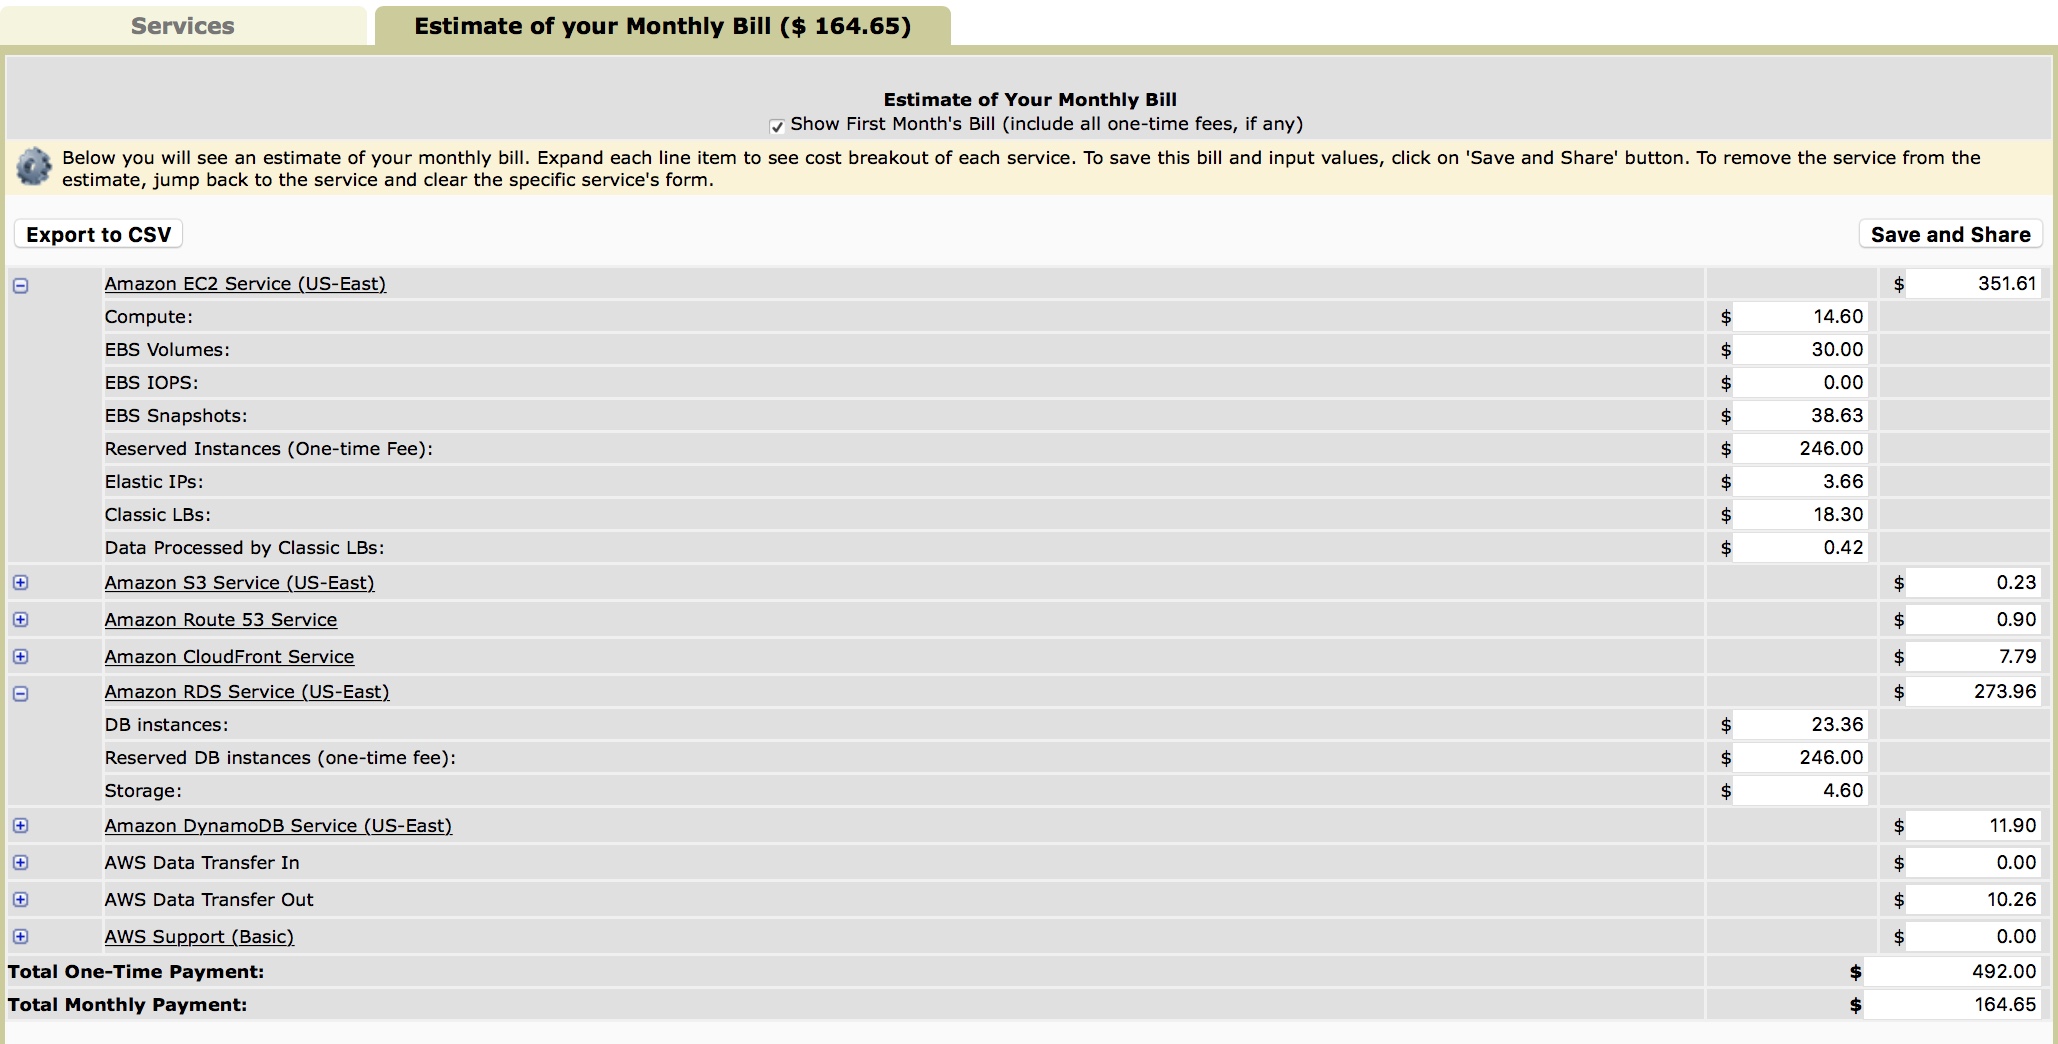 Services
Estimate of your Monthly Bill ($ 164.65)
Estimate of Your Monthly Bill
Show First Month's Bill (include all one-time fees, if any)
Below you will see an estimate of your monthly bill. Expand each line item to see cost breakout of each service. To save this bill and input values, click on 'Save and Share' button. To remove the service from the
estimate, jump back to the service and clear the specific service's form.
Export to CSV
Save and Share
Amazon EC2 Service (US-East) $ 351.61
Compute: $ 14.60
EBS Volumes: $ 30.00
EBS IOPS: $ 0.00
EBS Snapshots: $ 38.63
Reserved Instances (One-time Fee): $ 246.00
Elastic IPs: $ 3.66
Classic LBs: $ 18.30
Data Processed by Classic LBs: $ 0.42
Amazon S3 Service (US-East) $ 0.23
Amazon Route 53 Service $ 0.90
Amazon CloudFront Service $ 7.79
Amazon RDS Service (US-East) $ 273.96
DB instances: $ 23.36
Reserved DB instances (one-time fee): $ 246.00
Storage: $ 4.60
Amazon DynamoDB Service (US-East) $ 11.90
AWS Data Transfer In $ 0.00
AWS Data Transfer Out $ 10.26
AWS Support (Basic) $ 0.00
Total One-Time Payment: $ 492.00
Total Monthly Payment: $ 164.65